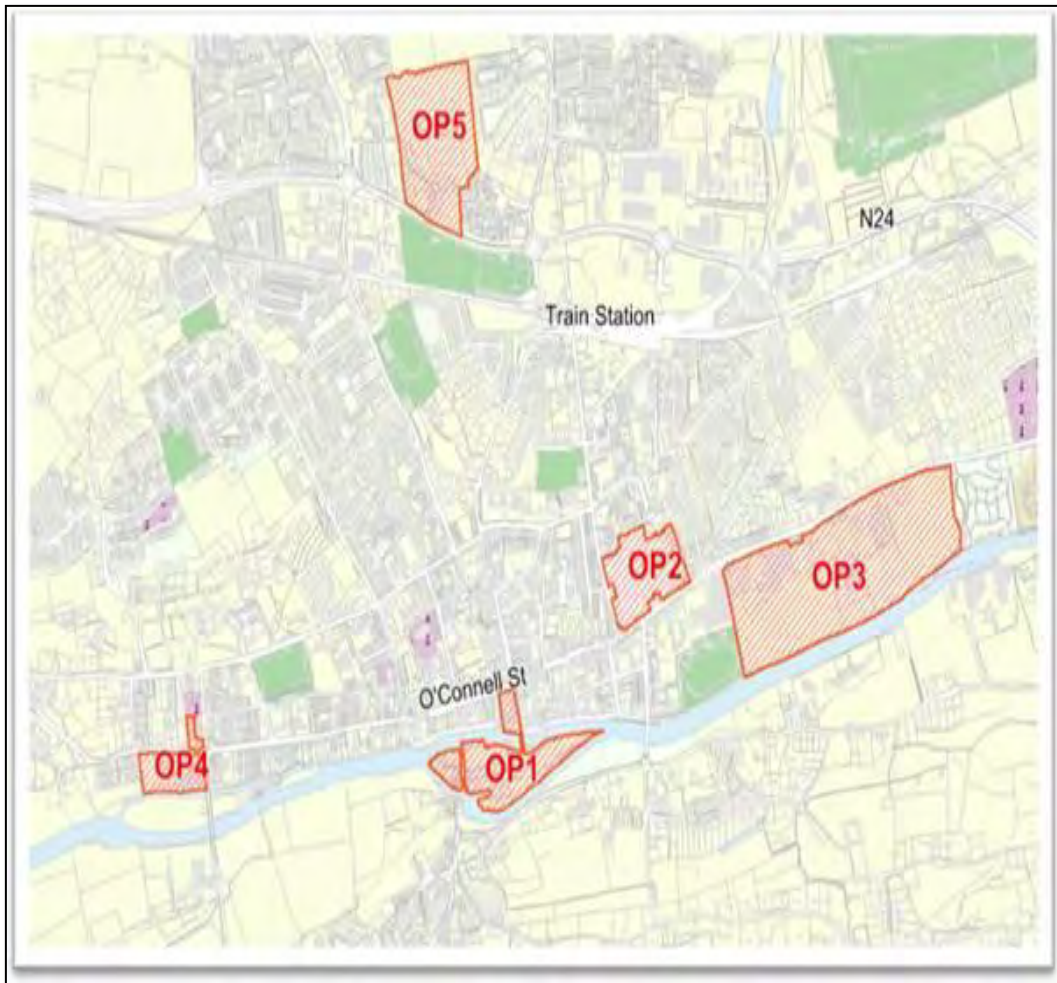 OP5
N24
Train Station
OP2
OP3
O'Connell St
OP4
OP1